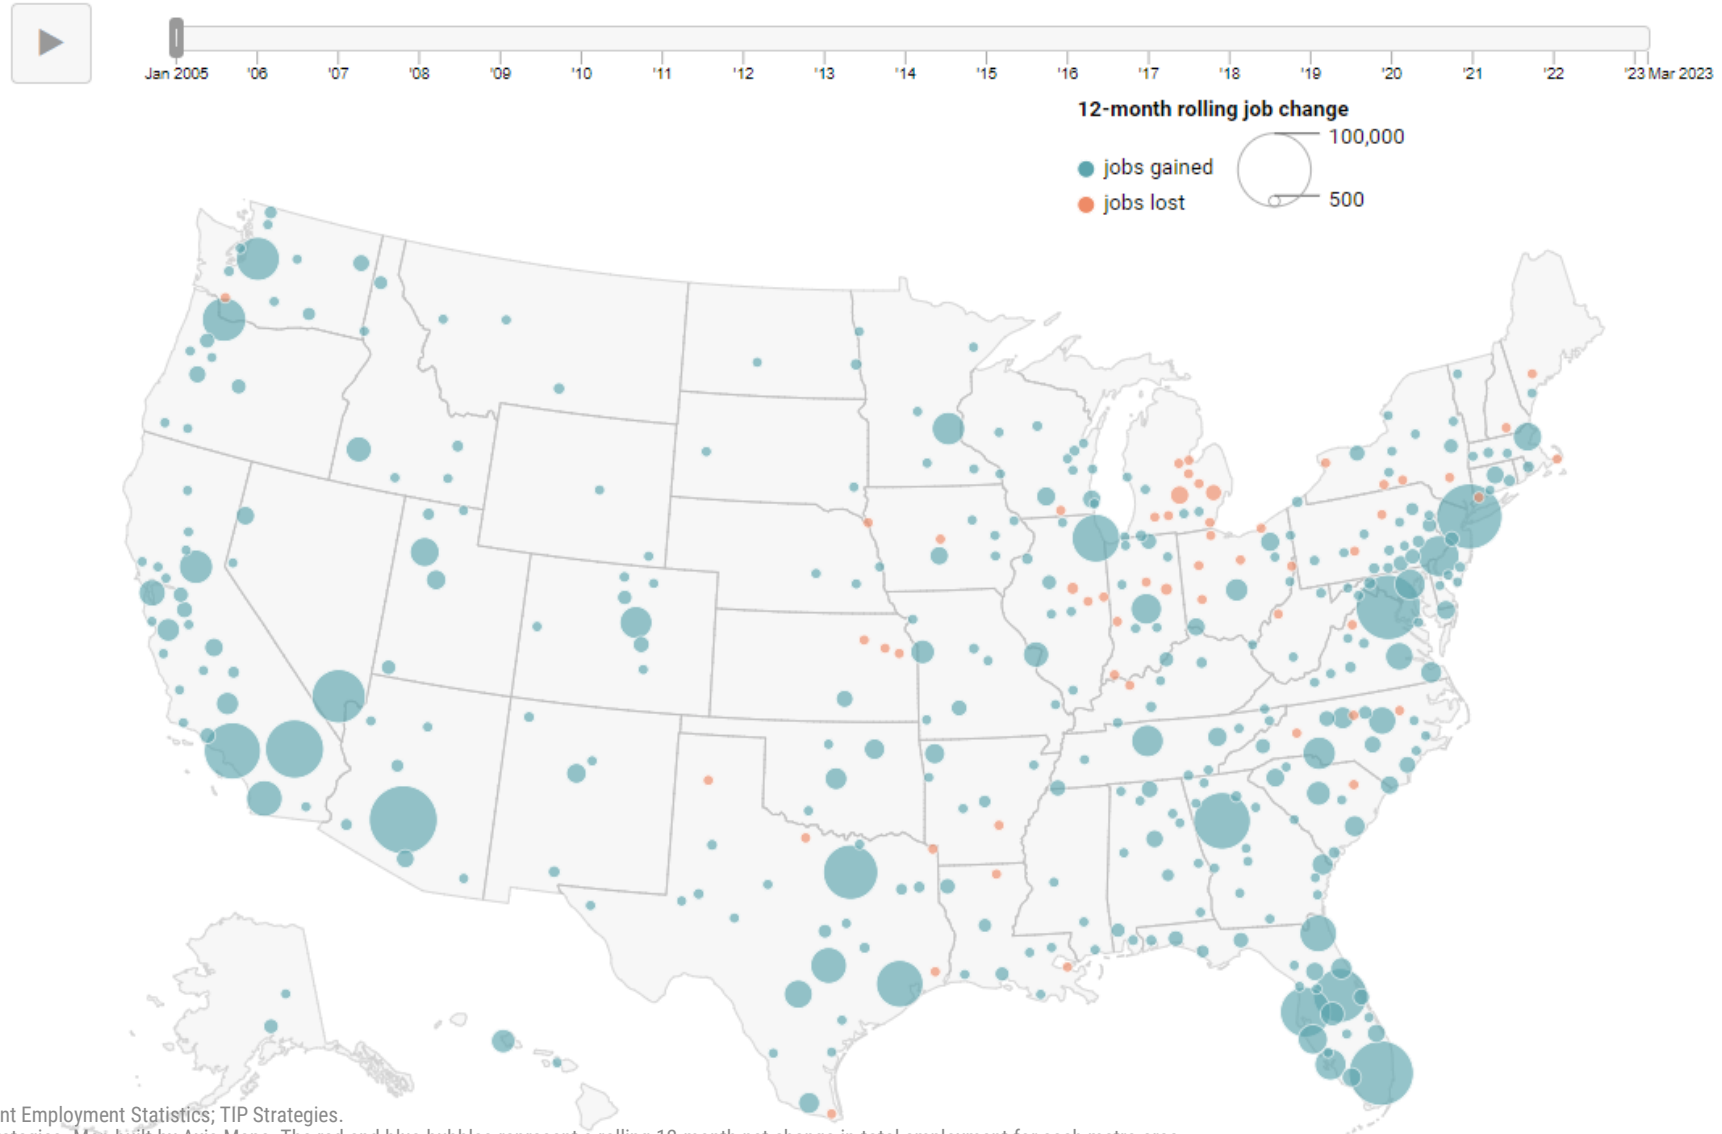 Jan 2005 '06 '07 '08 '09 '10 '11 '12 '13 '14 '15 '16 '17 '18 '19 '20 '21 '22 '23 Mar 2023
12-month rolling job change
100,000
jobs gained
500
jobs lost
nt Employment Statistics; TIP Strategies.